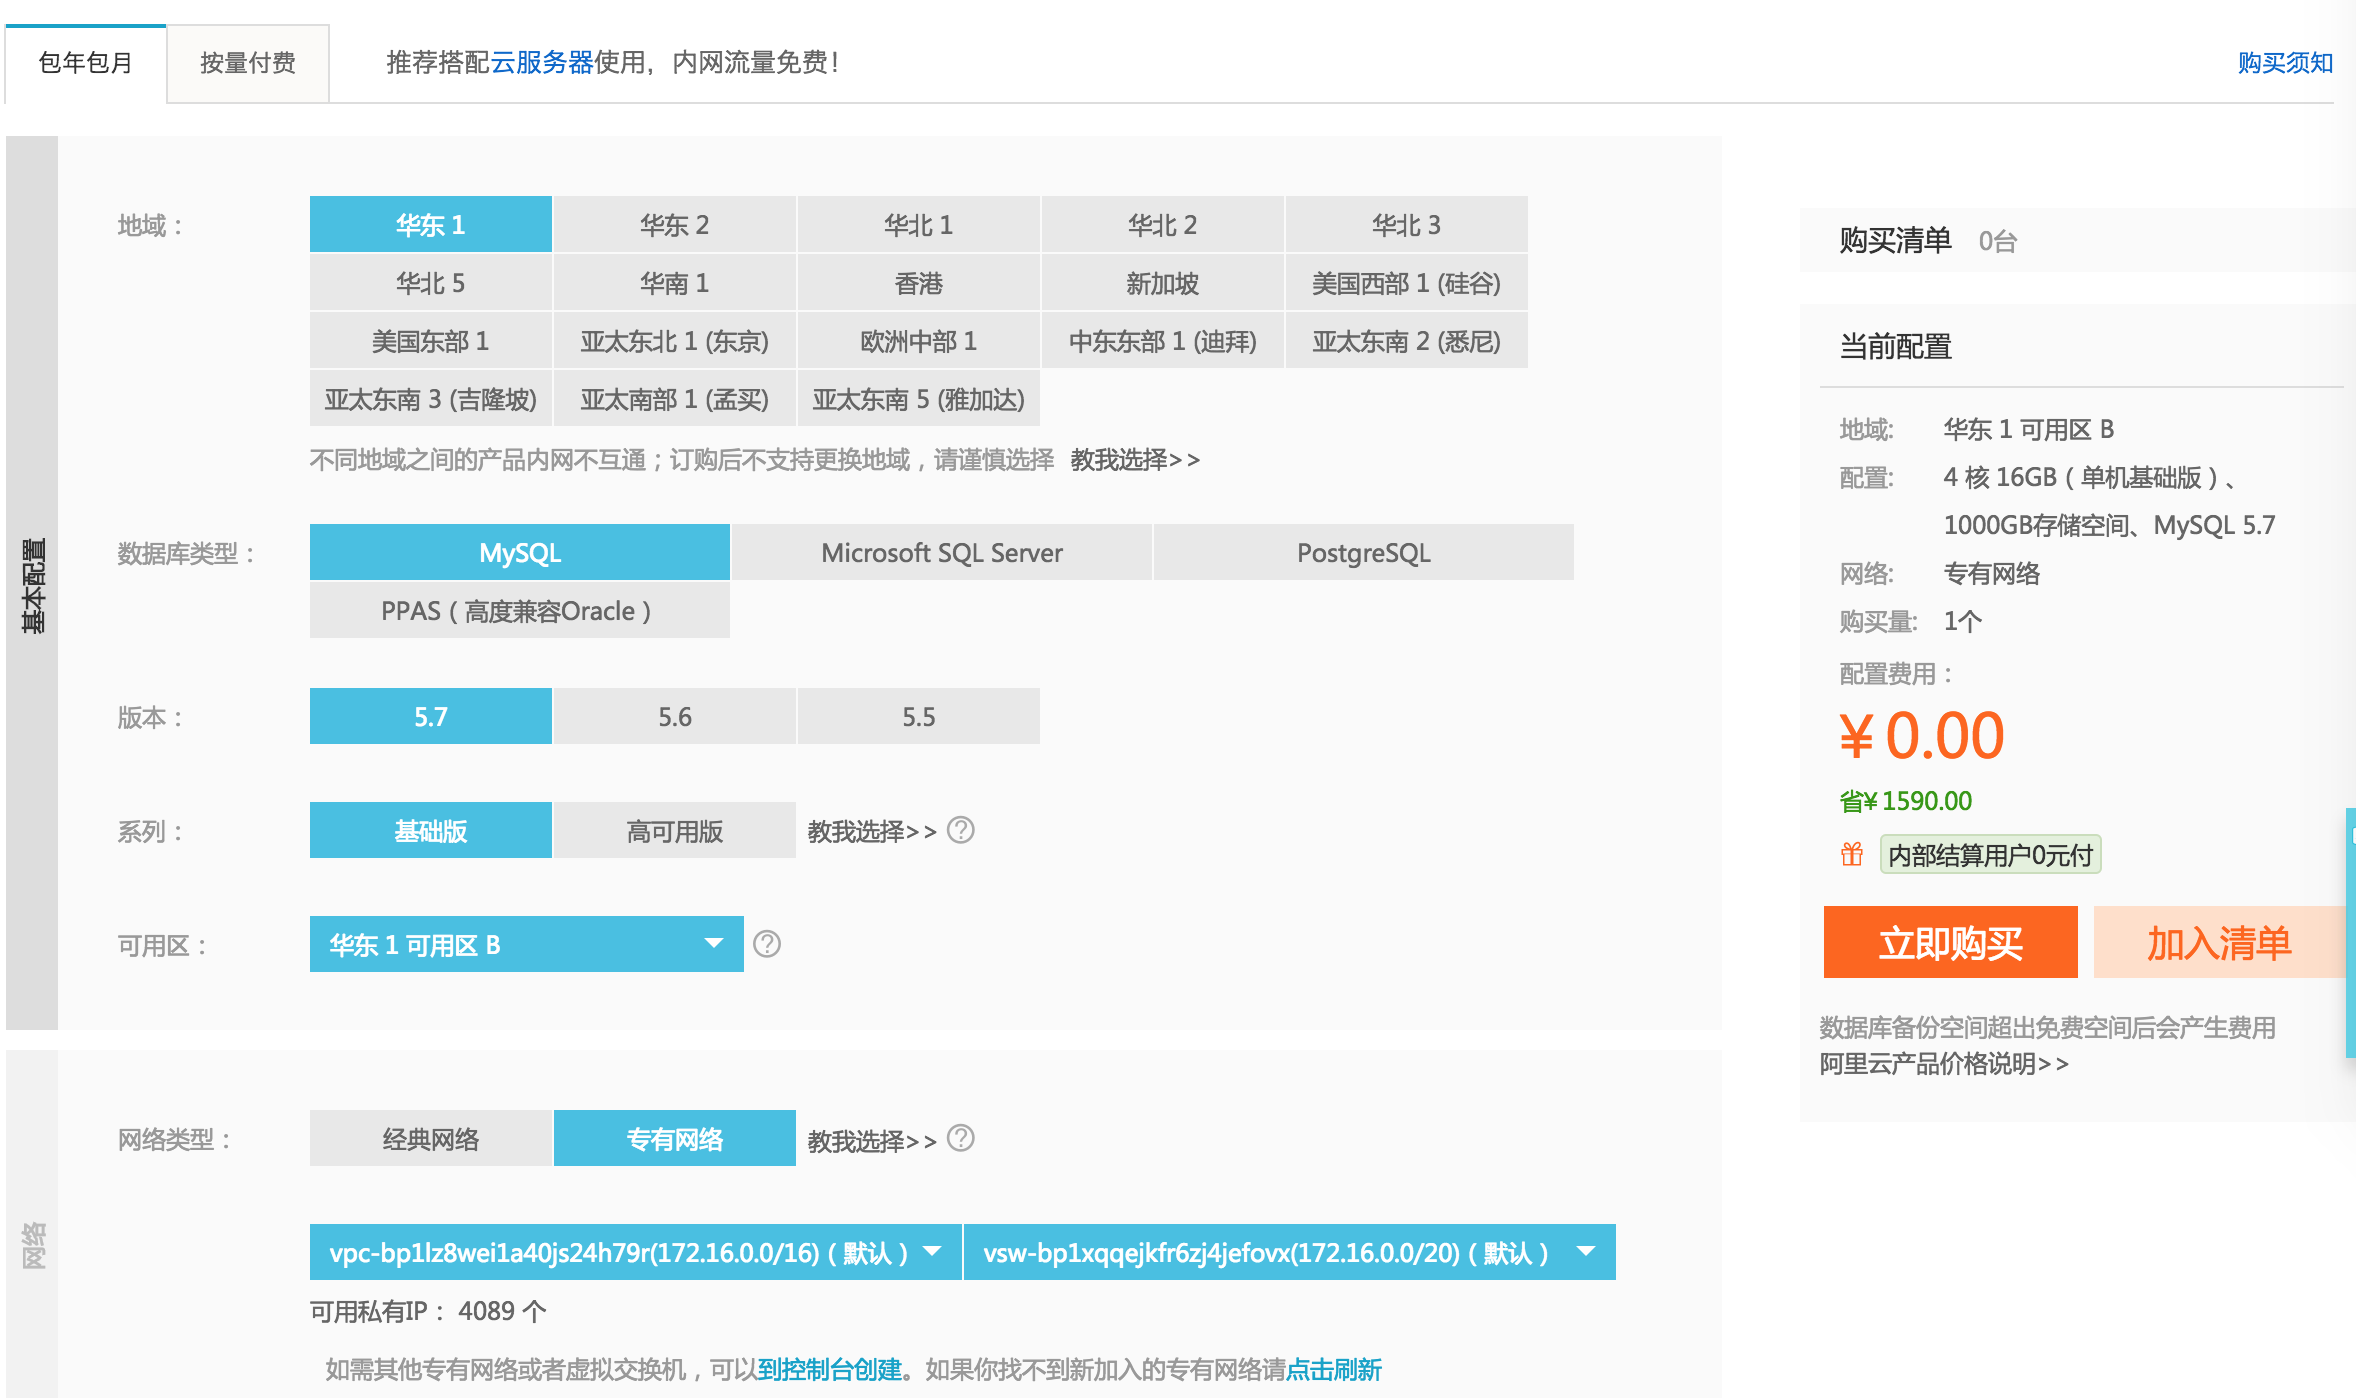 包年包月
按量付费
推荐搭配云服务器使用，内网流量免费！
购买须知
基本配置
地域：
华东 1
华东 2
华北 1
华北 2
华北 3
华北 5
华南 1
香港
新加坡
美国西部 1 (硅谷)
美国东部 1
亚太东北 1 (东京)
欧洲中部 1
中东东部 1 (迪拜)
亚太东南 2 (悉尼)
亚太东南 3 (吉隆坡)
亚太南部 1 (孟买)
亚太东南 5 (雅加达)
不同地域之间的产品内网不互通；订购后不支持更换地域，请谨慎选择 教我选择>>
数据库类型：
MySQL
Microsoft SQL Server
PostgreSQL
PPAS（高度兼容Oracle）
版本：
5.7
5.6
5.5
系列：
基础版
高可用版
教我选择>> ?
可用区：
华东 1 可用区 B
?
网络
网络类型：
经典网络
专有网络
教我选择>> ?
vpc-bp1lz8wei1a40js24h79r(172.16.0.0/16)（默认）
vsw-bp1xqqejkfr6zj4jefovx(172.16.0.0/20)（默认）
可用私有IP： 4089 个
如需其他专有网络或者虚拟交换机，可以到控制台创建。如果你找不到新加入的专有网络请点击刷新
购买清单 0台
当前配置
地域: 华东 1 可用区 B
配置: 4 核 16GB（单机基础版）、
1000GB存储空间、MySQL 5.7
网络: 专有网络
购买量: 1个
配置费用：
¥0.00
省¥1590.00
内部结算用户0元付
立即购买
加入清单
数据库备份空间超出免费空间后会产生费用
阿里云产品价格说明>>